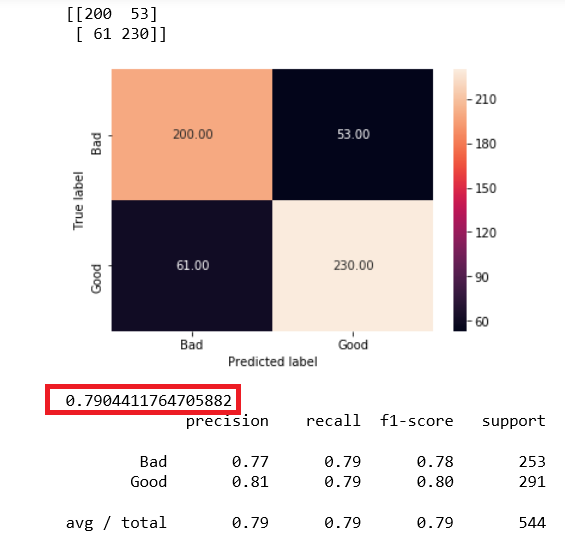 [[200  53]
 [ 61 230]]
Bad 200.00 53.00
Good 61.00 230.00
True label
Bad Good
Predicted label
210
180
150
120
90
60
0.7904411764705882
precision recall f1-score support
Bad 0.77 0.79 0.78 253
Good 0.81 0.79 0.80 291
avg / total 0.79 0.79 0.79 544